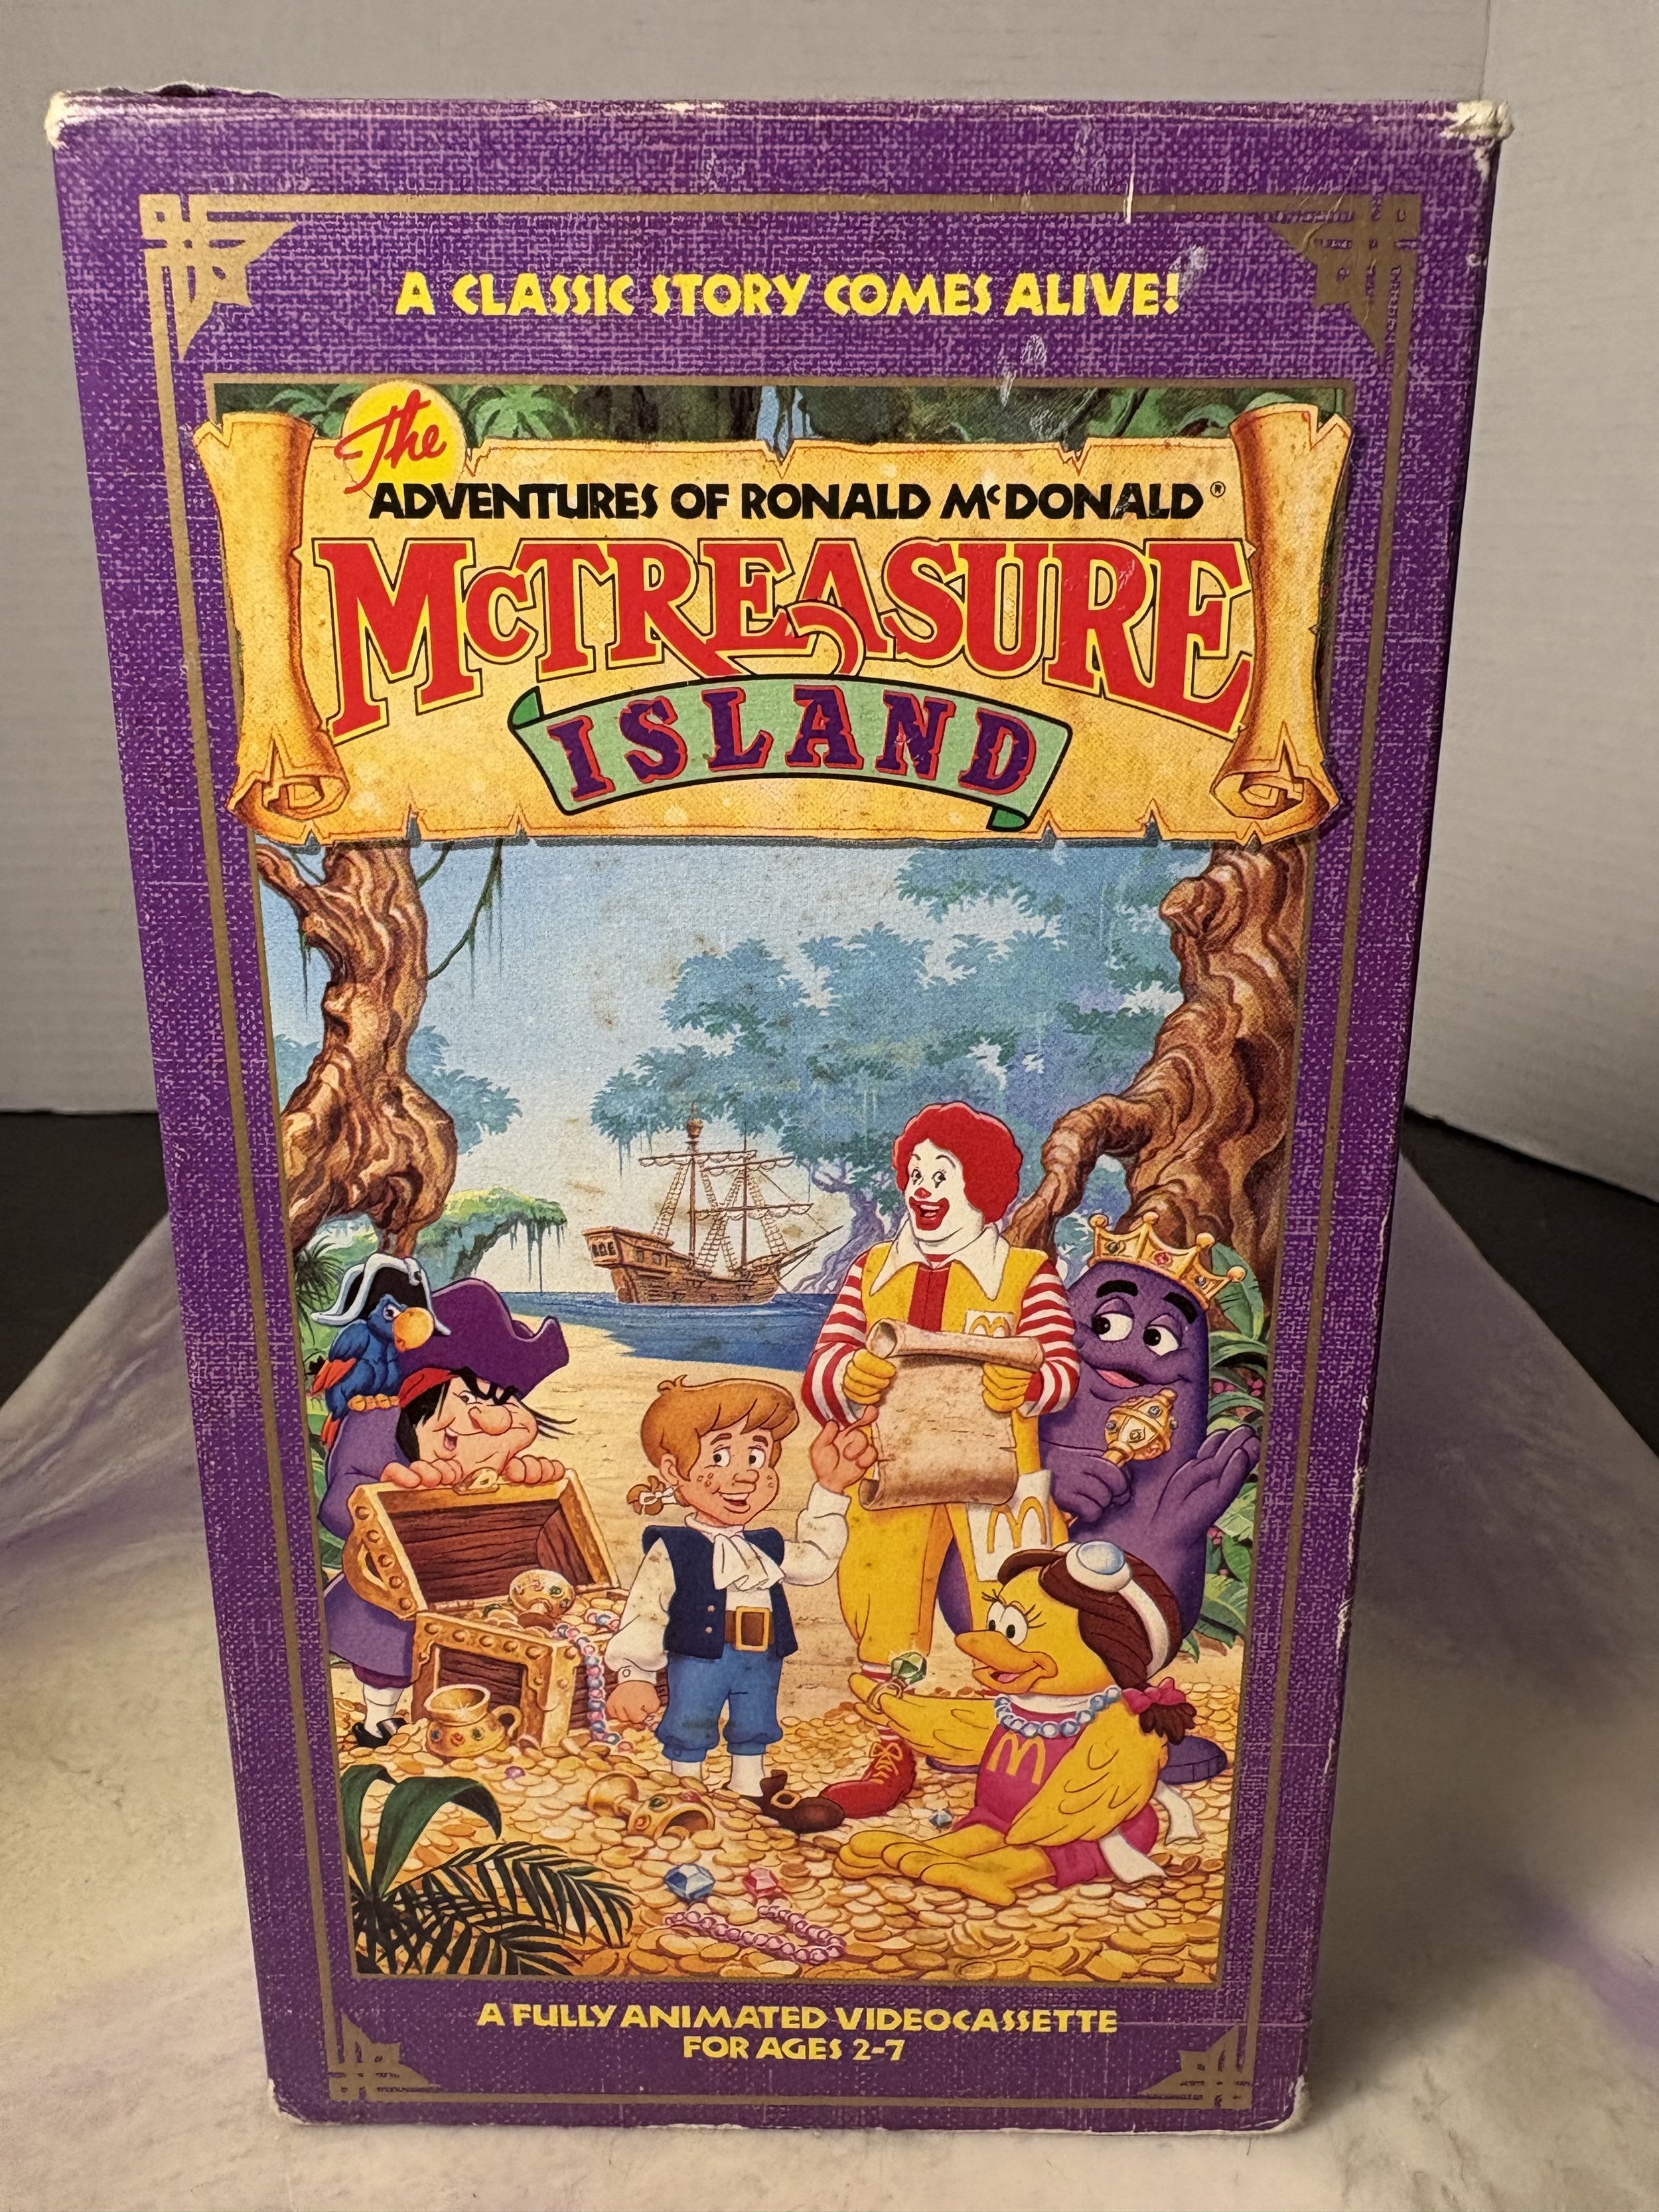 A CLASSIC STORY COMES ALIVE!
The
ADVENTURES OF RONALD McDONALD®
McTREASURE
ISLAND
M
M
M
A FULLY ANIMATED VIDEOCASSETTE
FOR AGES 2-7